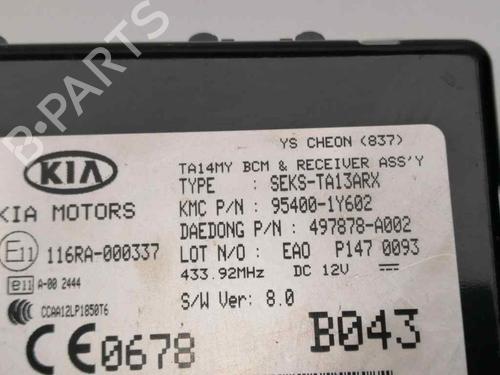 B-PARTS
YS CHEON (837)
KIA
TA14MY BCM & RECEIVER ASS'Y
TYPE : SEKS-TA13ARX
KIA MOTORS
KMC P/N : 95400-1Y602
DAEDONG P/N : 497878-A002
E11 116RA-000337
LOT N/O : EAO P147 0093
433.92MHz DC 12V
e11 A-00 2444
S/W Ver: 8.0
CCAA12LP1850T6
CE0678
B043